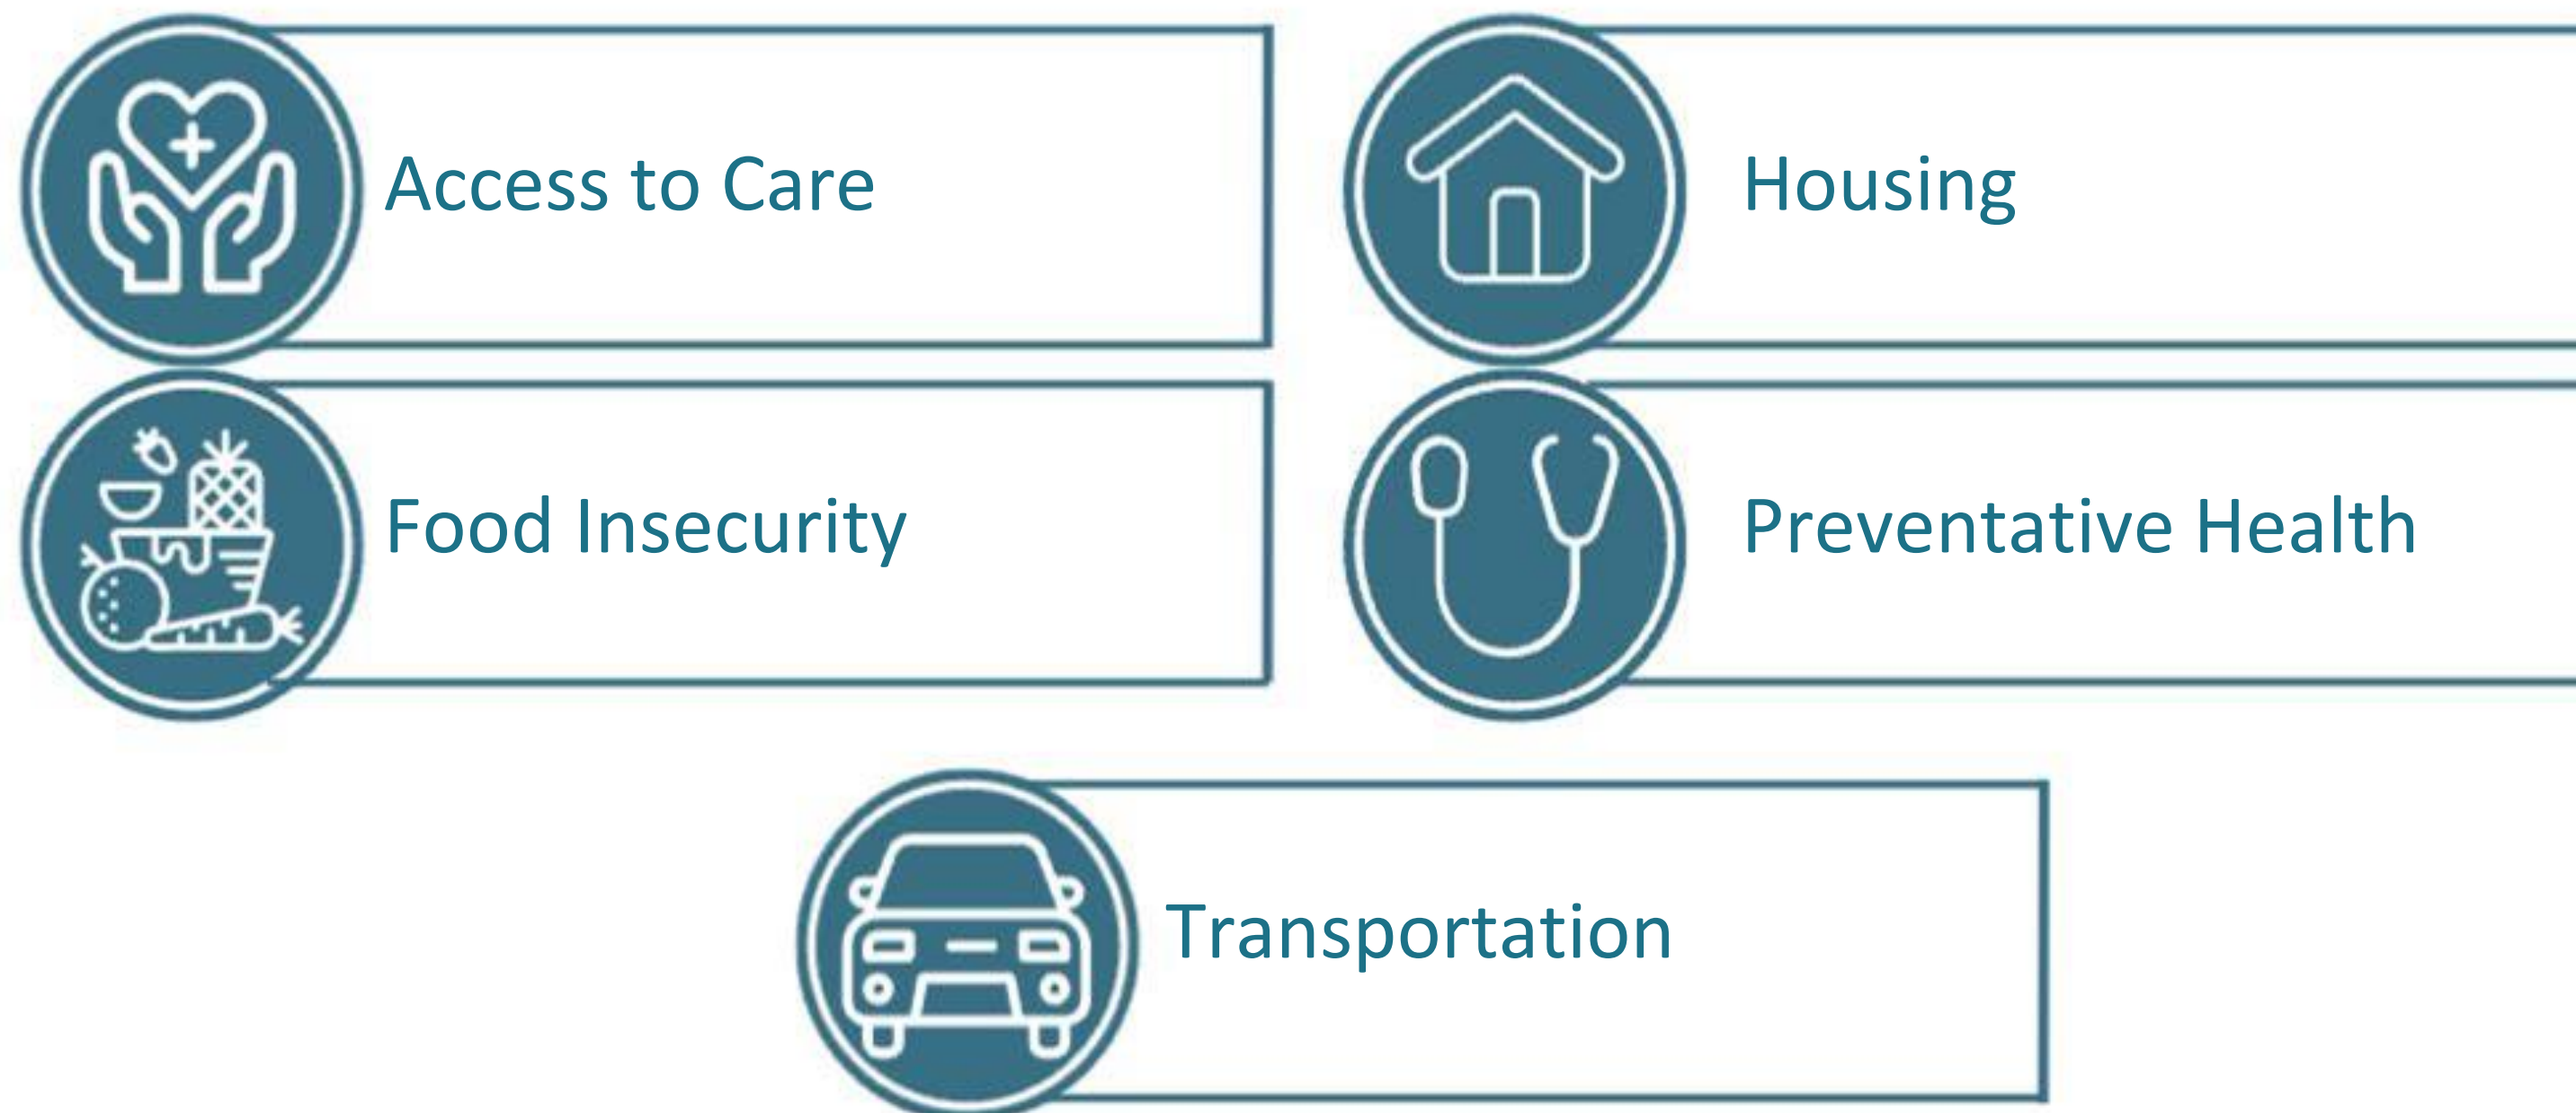 Access to Care
Housing
Food Insecurity
Preventative Health
Transportation